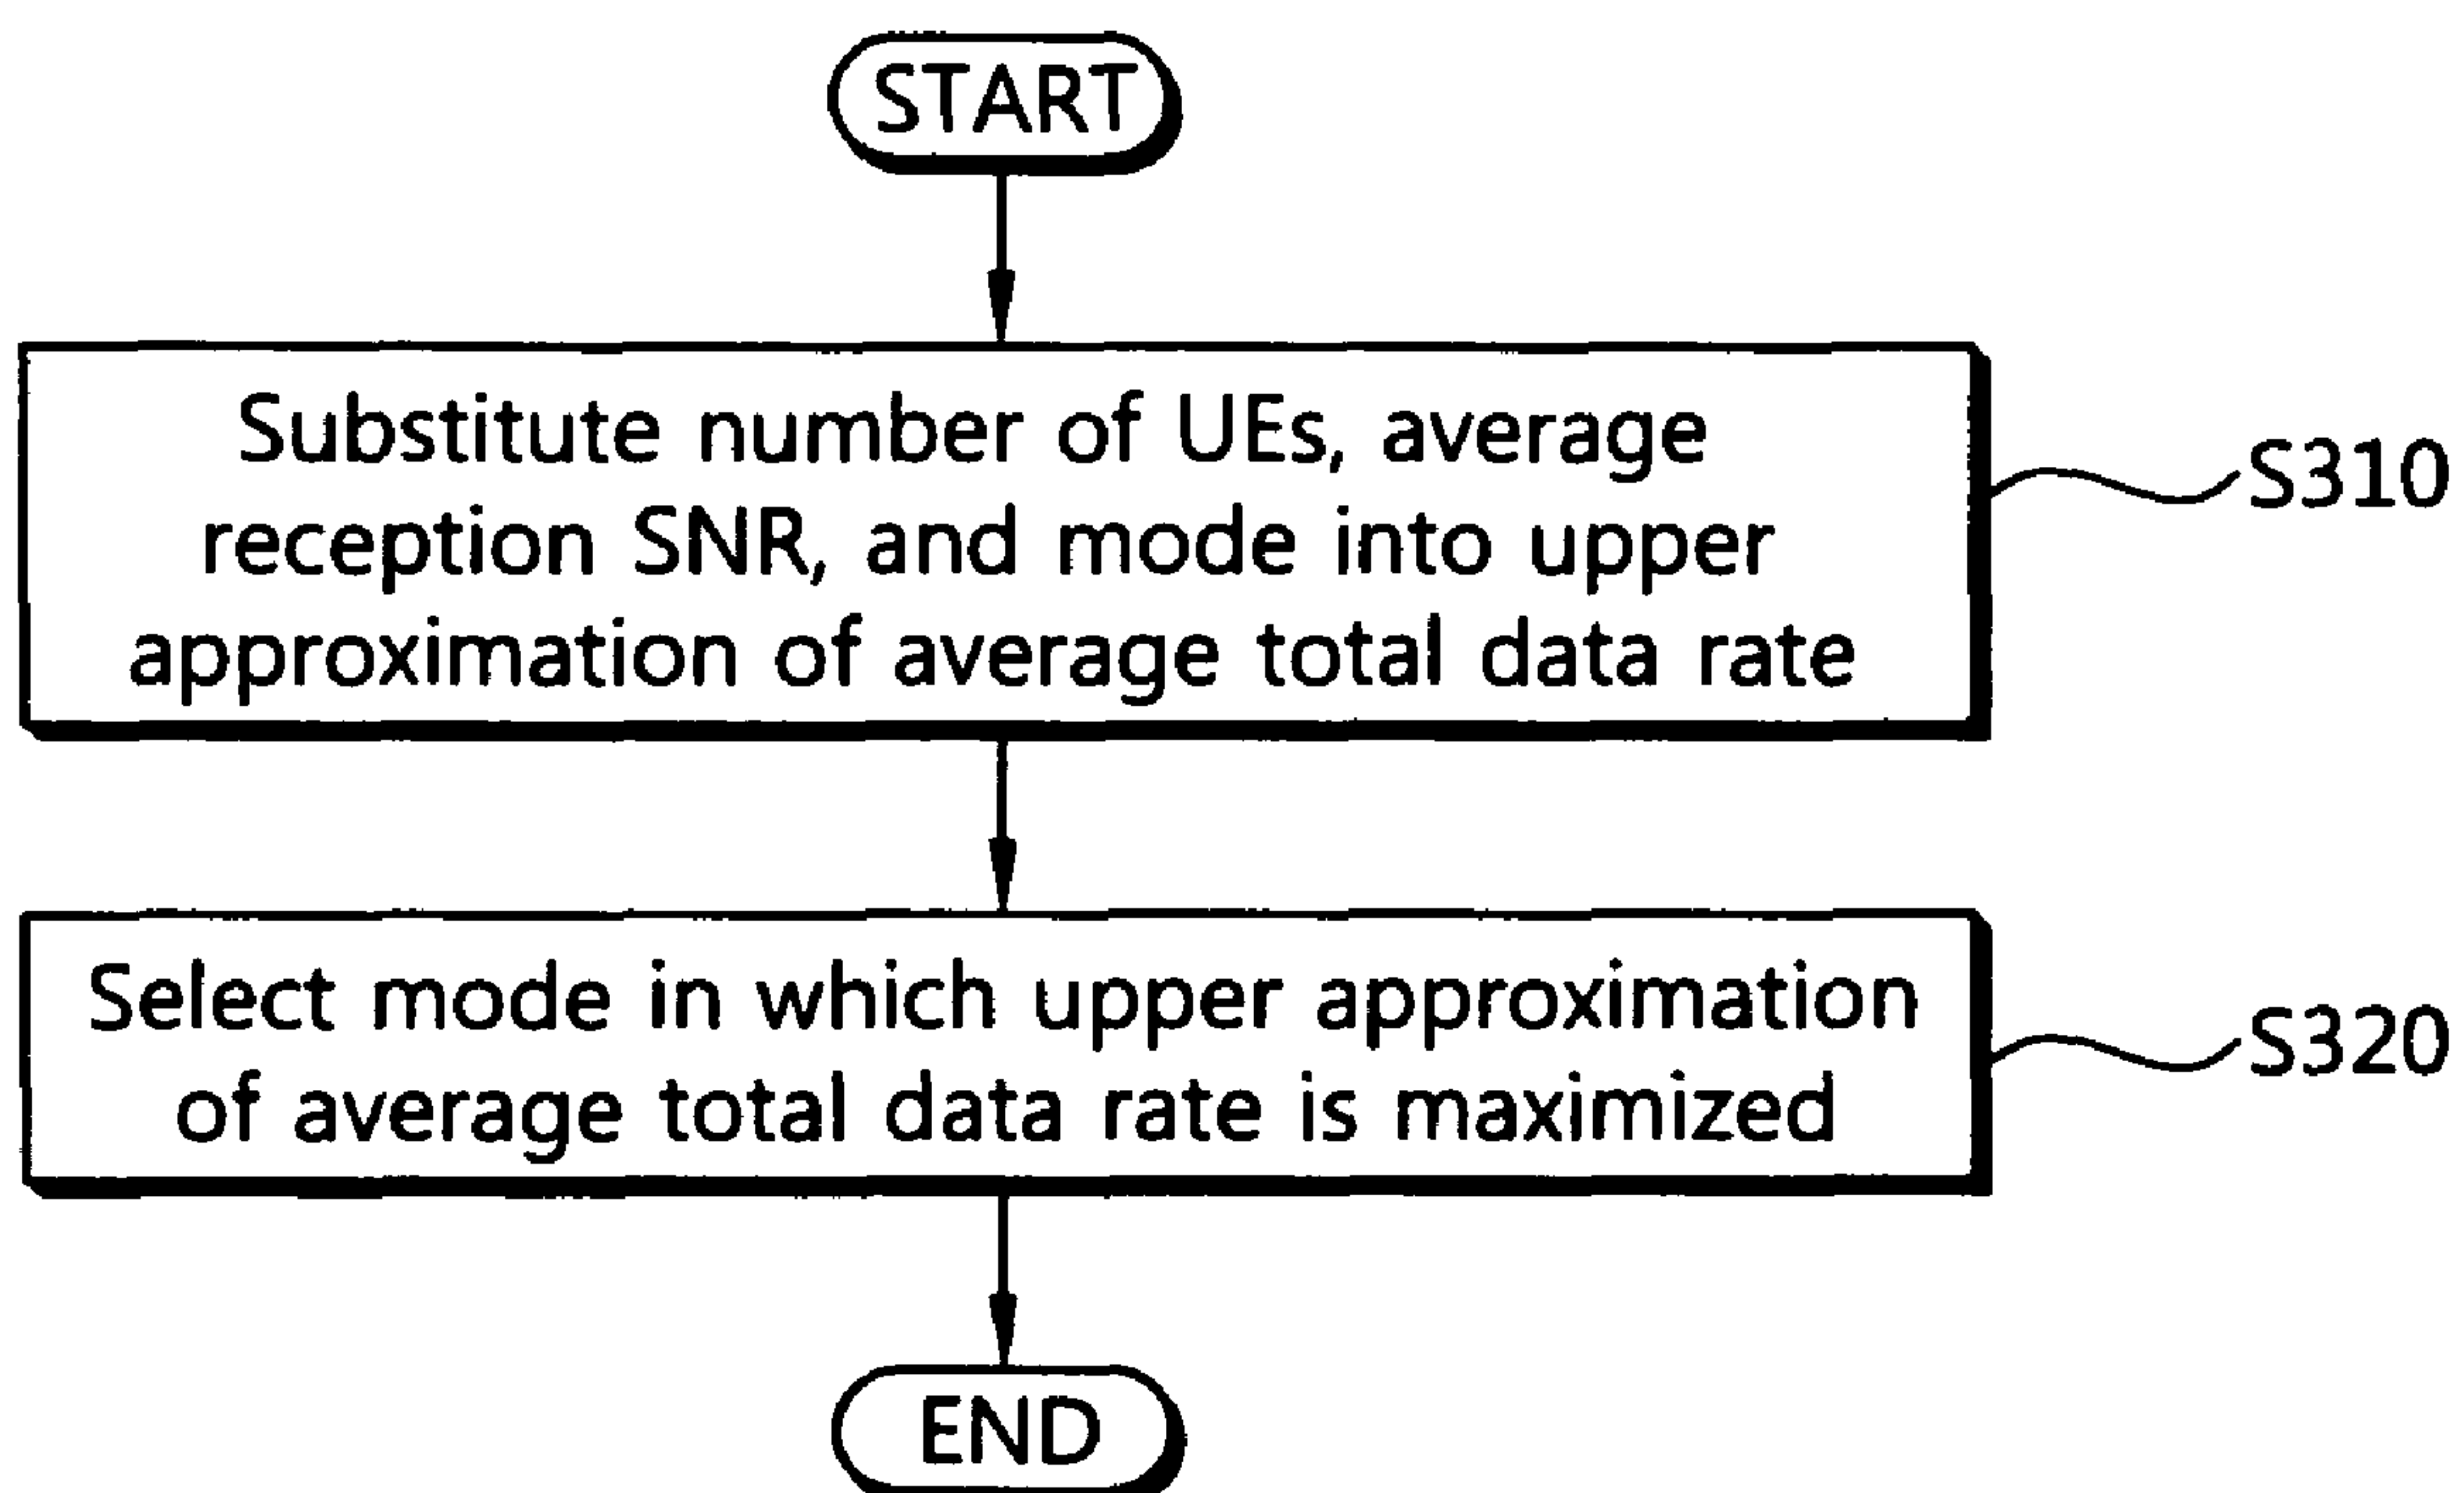 START
Substitute number of UEs, average
reception SNR, and mode into upper
approximation of average total data rate
S310
Select mode in which upper approximation
of average total data rate is maximized
S320
END